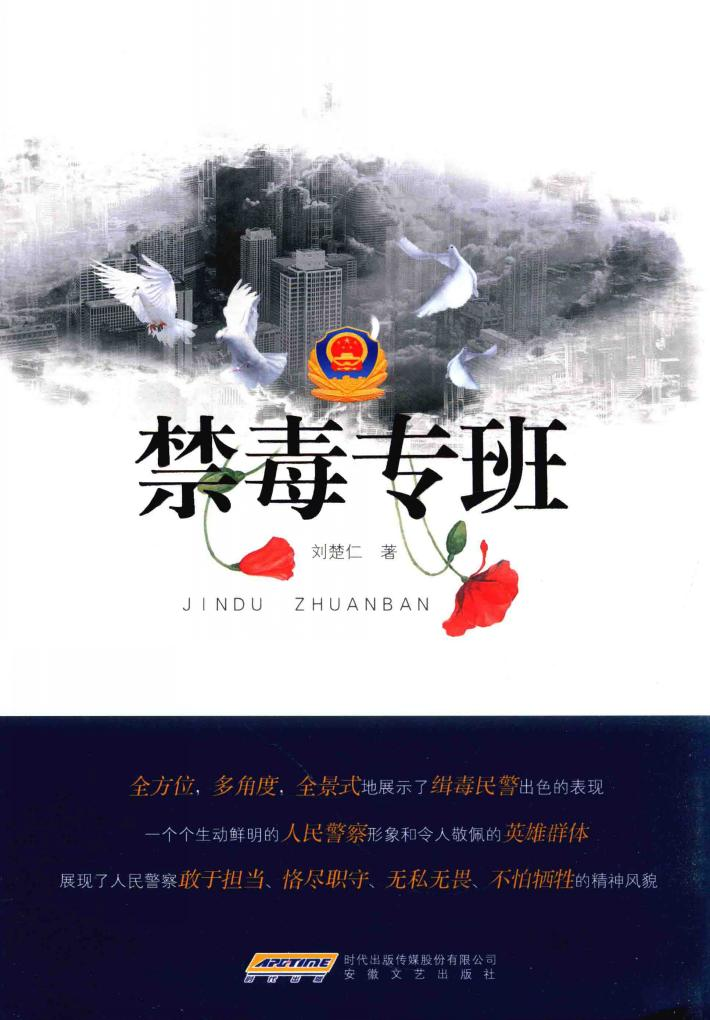 禁毒专班
刘楚仁 著
JINDU ZHUANBAN
全方位，多角度，全景式地展示了缉毒民警出色的表现
一个个生动鲜明的人民警察形象和令人敬佩的英雄群体
展现了人民警察敢于担当、恪尽职守、无私无畏、不怕牺牲的精神风貌
APGTIME
时代出版
时代出版传媒股份有限公司
安徽文艺出版社